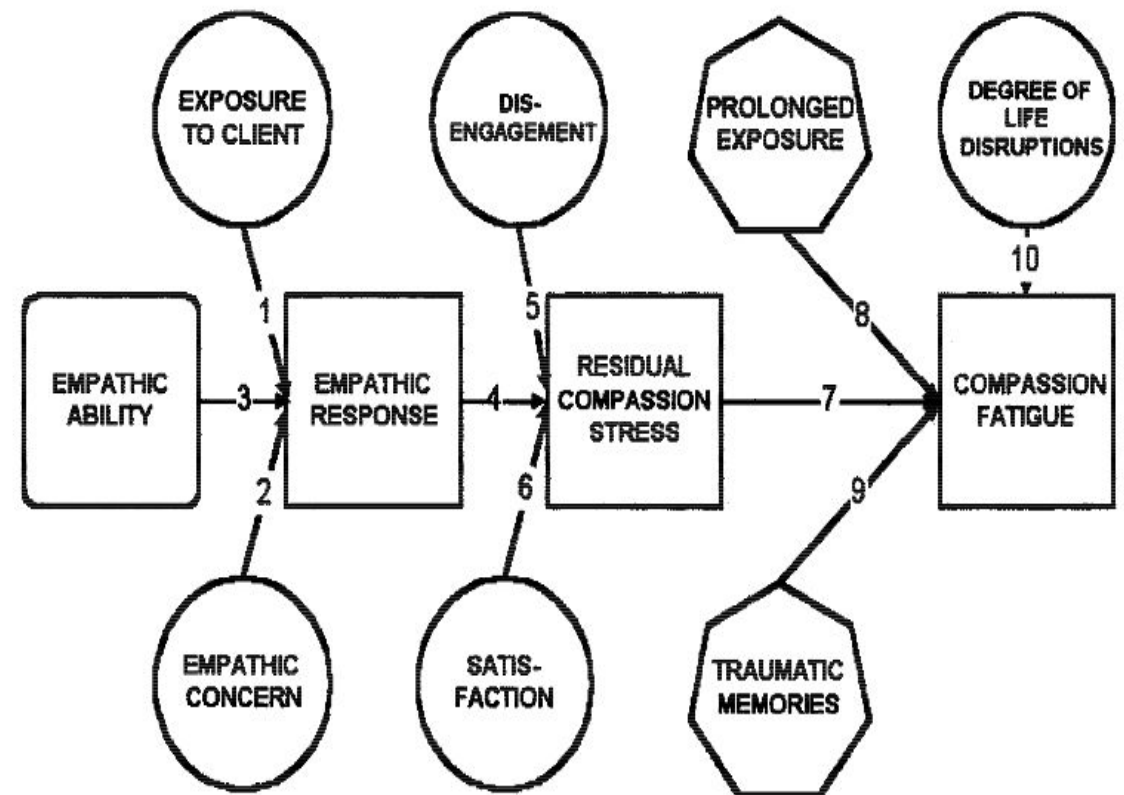 EXPOSURE
TO CLIENT
DIS-
ENGAGEMENT
PROLONGED
EXPOSURE
DEGREE OF
LIFE
DISRUPTIONS
1
5
8
10
EMPATHIC
ABILITY
3
EMPATHIC
RESPONSE
4
RESIDUAL
COMPASSION
STRESS
7
COMPASSION
FATIGUE
2
6
9
EMPATHIC
CONCERN
SATIS-
FACTION
TRAUMATIC
MEMORIES